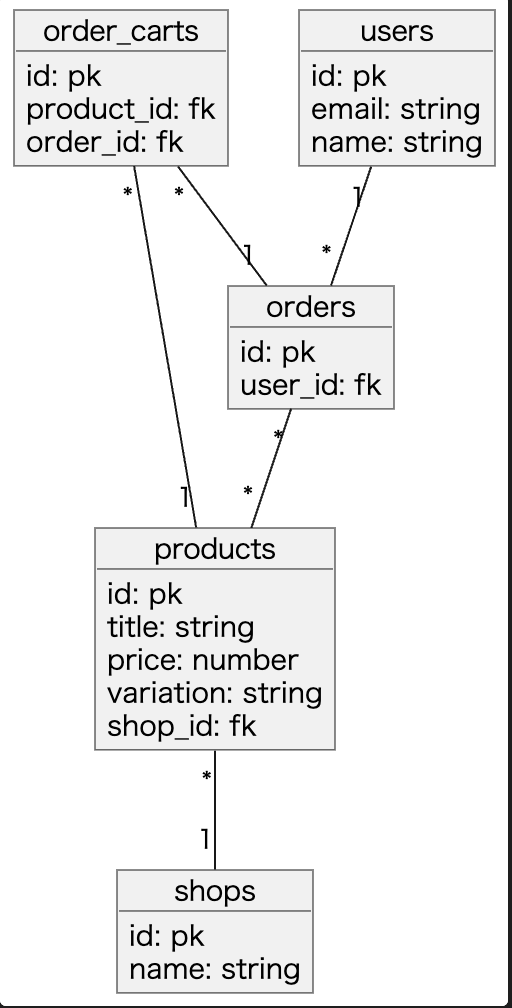 order_carts
id: pk
product_id: fk
order_id: fk
users
id: pk
email: string
name: string
*
*
1
1
*
orders
id: pk
user_id: fk
*
*
1
products
id: pk
title: string
price: number
variation: string
shop_id: fk
*
1
shops
id: pk
name: string